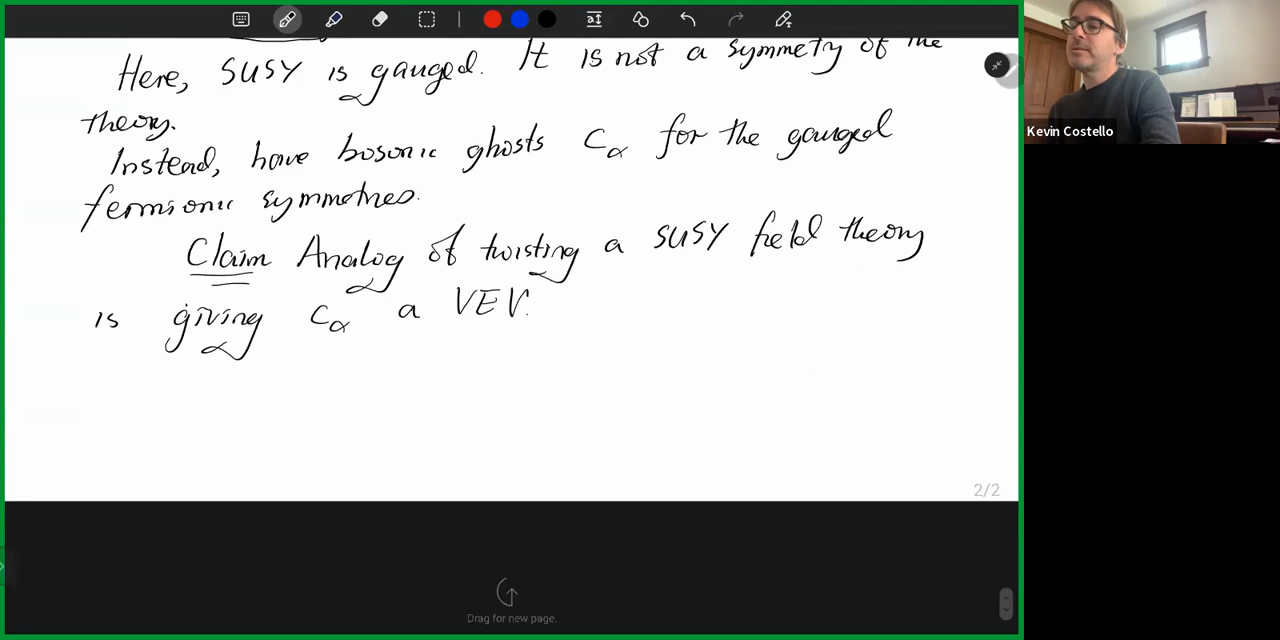 Here, SUSY is gauged. It is not a symmetry of the
theory.
Instead, have bosonic ghosts Cα for the gauged
fermionic symmetries.
Claim Analog of twisting a SUSY field theory
is giving Cα a VEV.
2/2
Drag for new page.
Kevin Costello